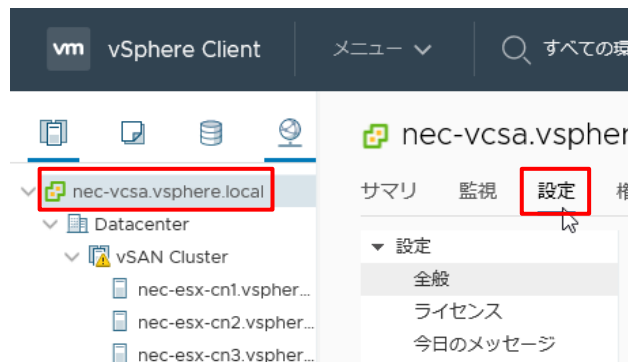 vm vSphere Client メニュー すべての環
nec-vcsa.vspher
サマリ 監視 設定
nec-vcsa.vsphere.local
Datacenter
vSAN Cluster
nec-esx-cn1.vspher...
nec-esx-cn2.vspher...
nec-esx-cn3.vspher...
設定
全般
ライセンス
今日のメッセージ